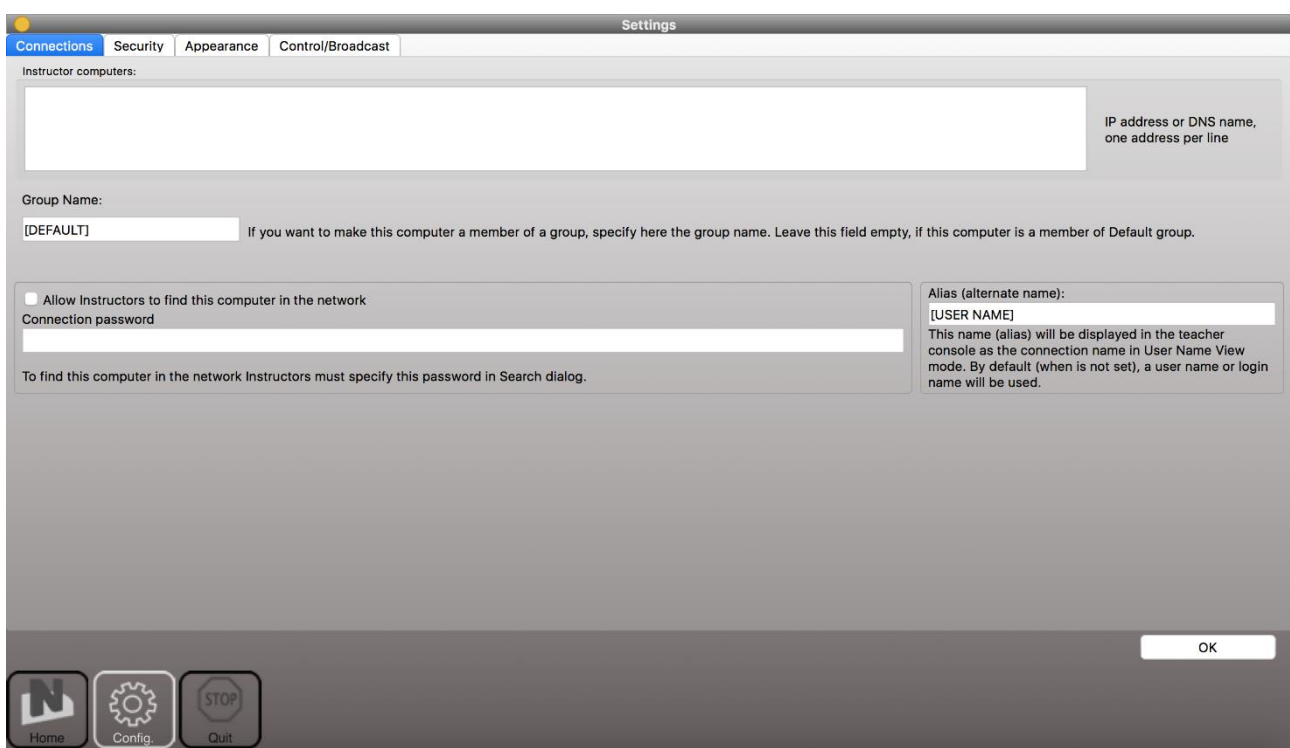 Settings
Connections Security Appearance Control/Broadcast
Instructor computers:
IP address or DNS name,
one address per line
Group Name:
[DEFAULT] If you want to make this computer a member of a group, specify here the group name. Leave this field empty, if this computer is a member of Default group.
Allow Instructors to find this computer in the network
Connection password
To find this computer in the network Instructors must specify this password in Search dialog.
Alias (alternate name):
[USER NAME]
This name (alias) will be displayed in the teacher
console as the connection name in User Name View
mode. By default (when is not set), a user name or login
name will be used.
OK
N STOP
Home Config. Quit